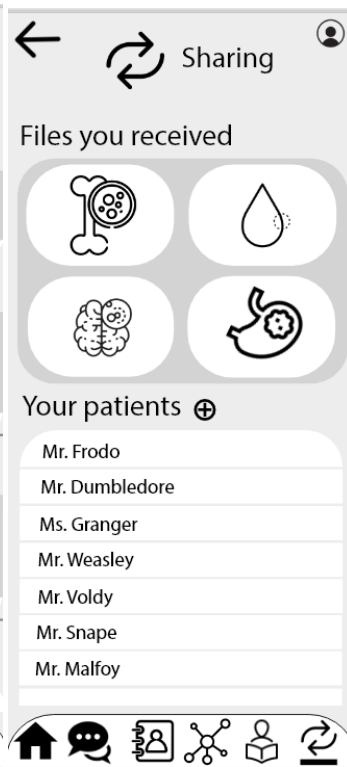 Sharing
Files you received
Your patients
Mr. Frodo
Mr. Dumbledore
Ms. Granger
Mr. Weasley
Mr. Voldy
Mr. Snape
Mr. Malfoy